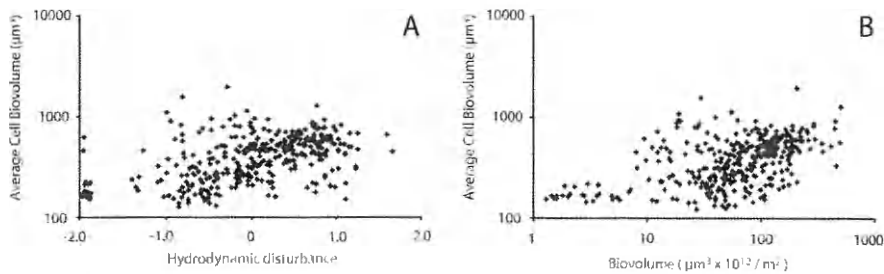 A
Average Cell Biovolume (µm³)
10000
1000
100
-2.0 -1.0 0 1.0 2.0
Hydrodynamic disturbance
B
Average Cell Biovolume (µm³)
10000
1000
100
1 10 100 1000
Biovolume (µm³ x 10¹² / m²)